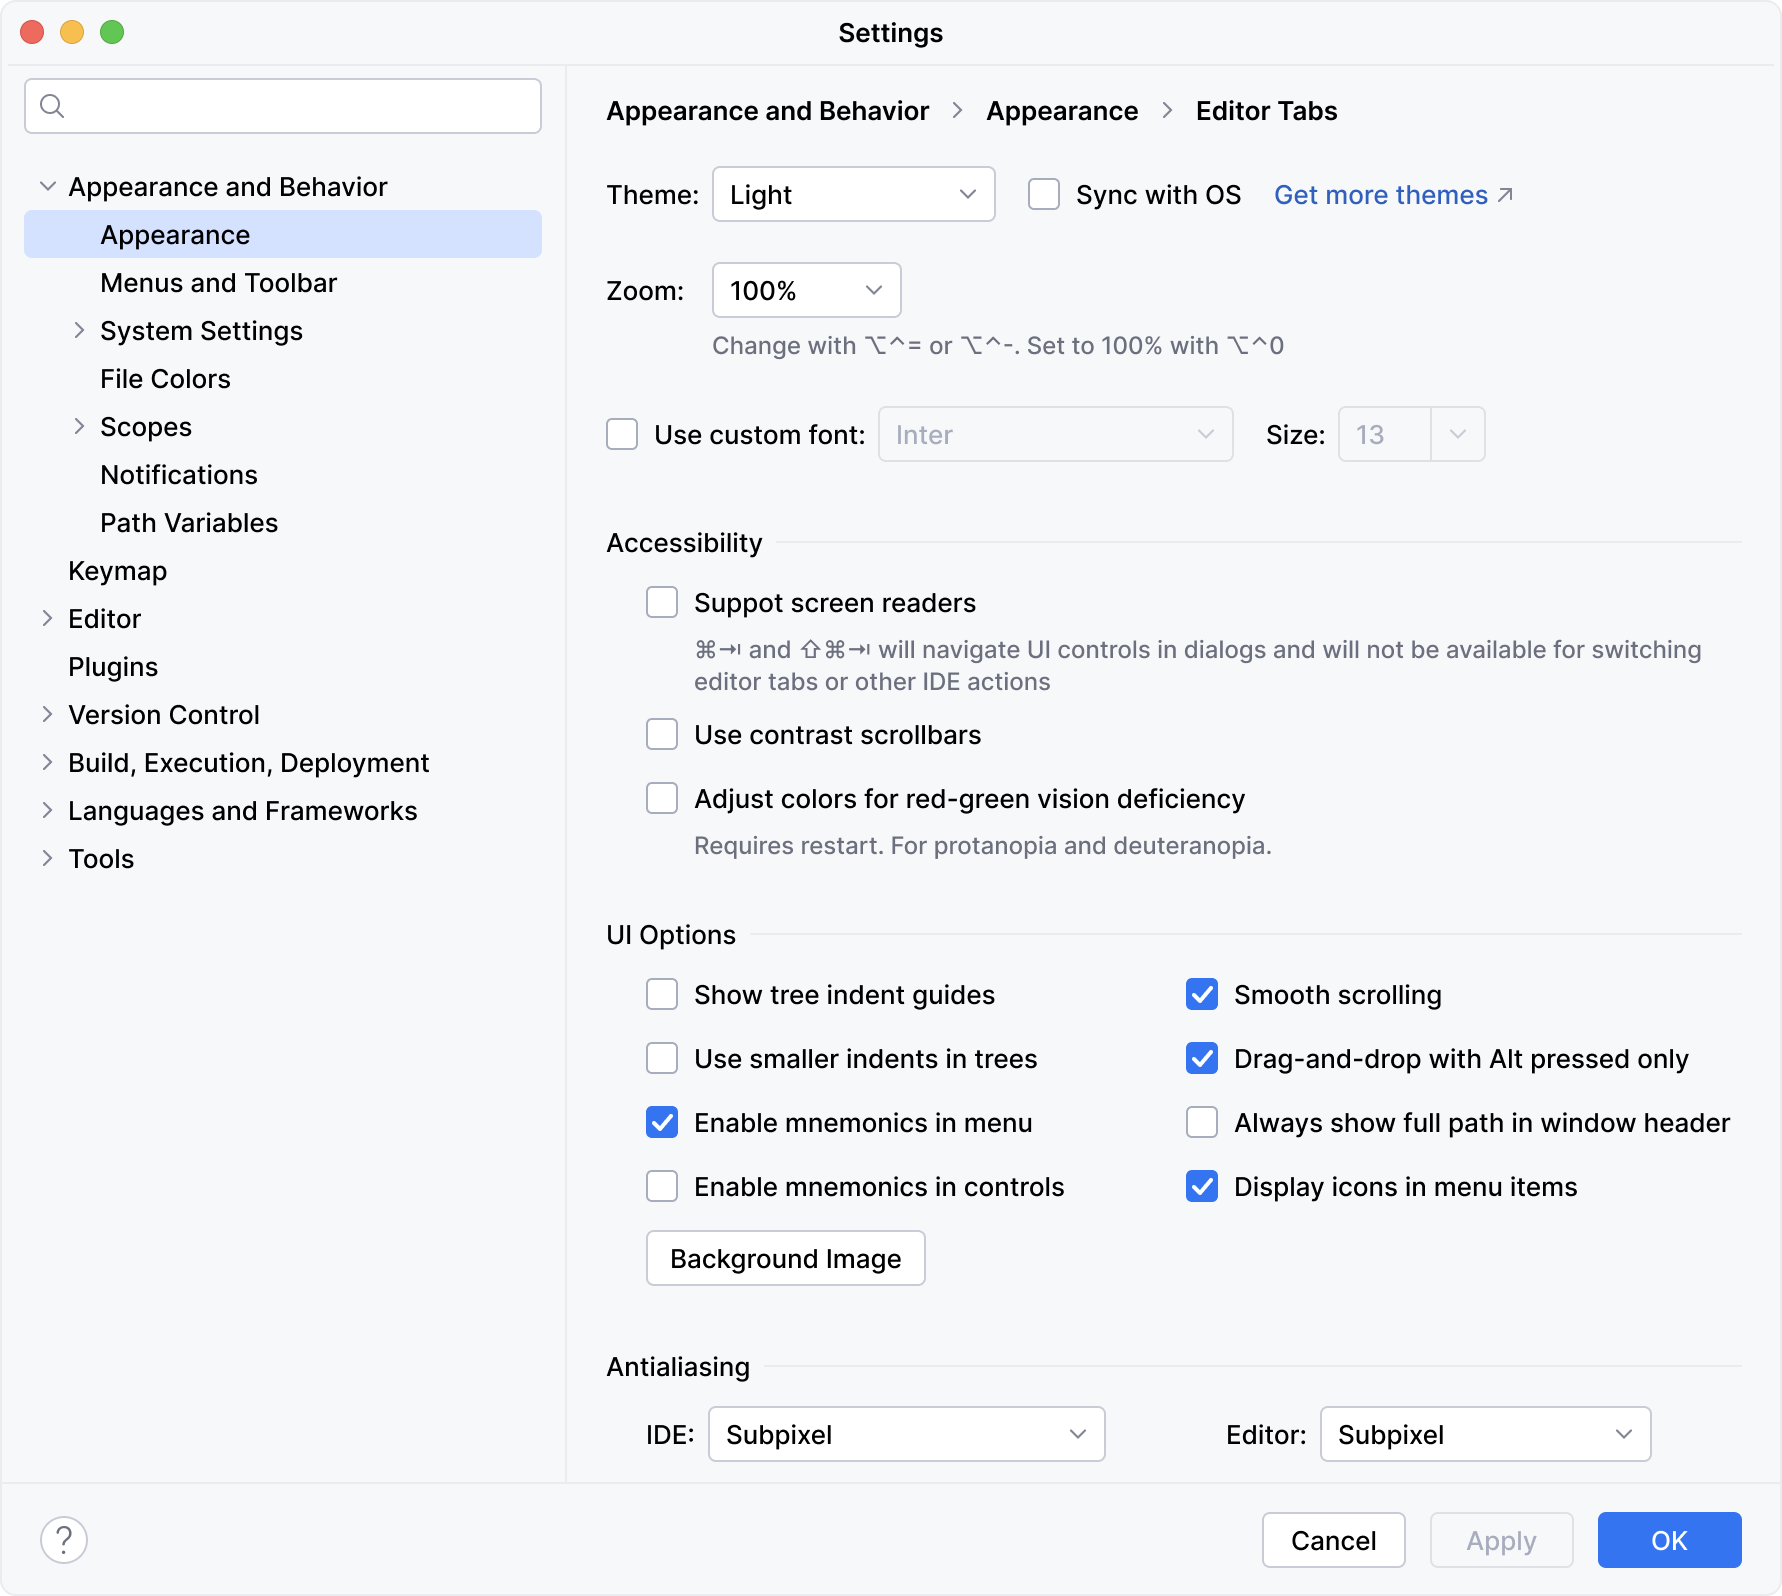 Settings
Appearance and Behavior
Appearance
Menus and Toolbar
System Settings
File Colors
Scopes
Notifications
Path Variables
Keymap
Editor
Plugins
Version Control
Build, Execution, Deployment
Languages and Frameworks
Tools
Appearance and Behavior > Appearance > Editor Tabs
Theme: Light Sync with OS Get more themes ↗
Zoom: 100%
Change with ⌥^= or ⌥^-. Set to 100% with ⌥^0
Use custom font: Inter Size: 13
Accessibility
Suppot screen readers
⌘⇥ and ⇧⌘⇥ will navigate UI controls in dialogs and will not be available for switching
editor tabs or other IDE actions
Use contrast scrollbars
Adjust colors for red-green vision deficiency
Requires restart. For protanopia and deuteranopia.
UI Options
Show tree indent guides Smooth scrolling
Use smaller indents in trees Drag-and-drop with Alt pressed only
Enable mnemonics in menu Always show full path in window header
Enable mnemonics in controls Display icons in menu items
Background Image
Antialiasing
IDE: Subpixel Editor: Subpixel
? Cancel Apply OK